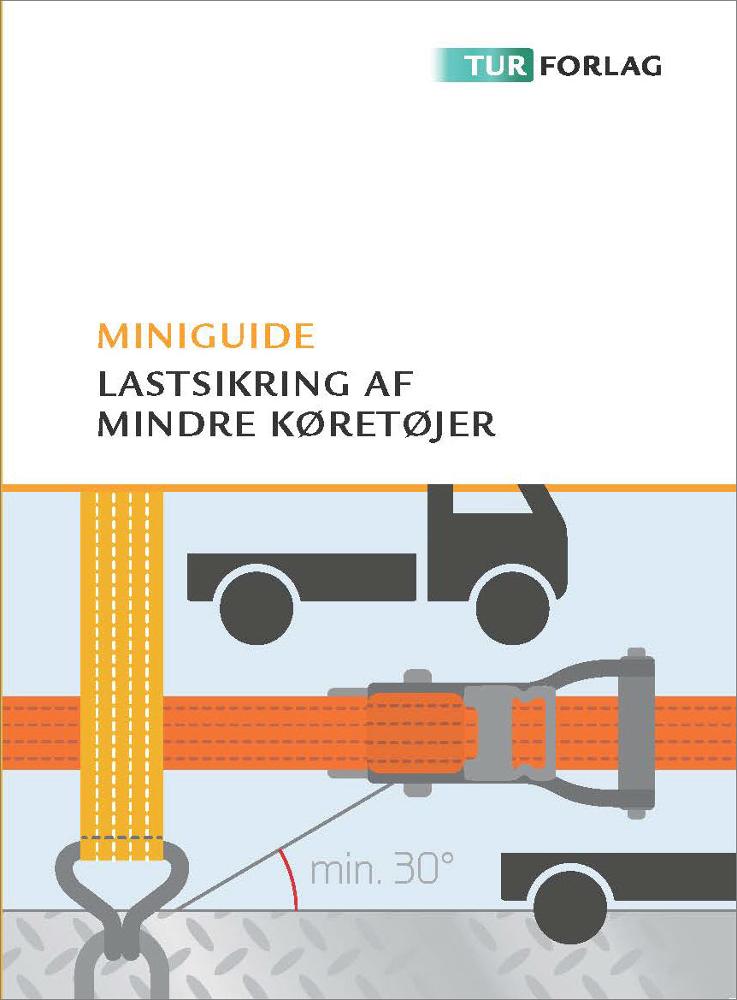 TUR FORLAG
MINIGUIDE
LASTSIKRING AF
MINDRE KØRETØJER
min. 30°